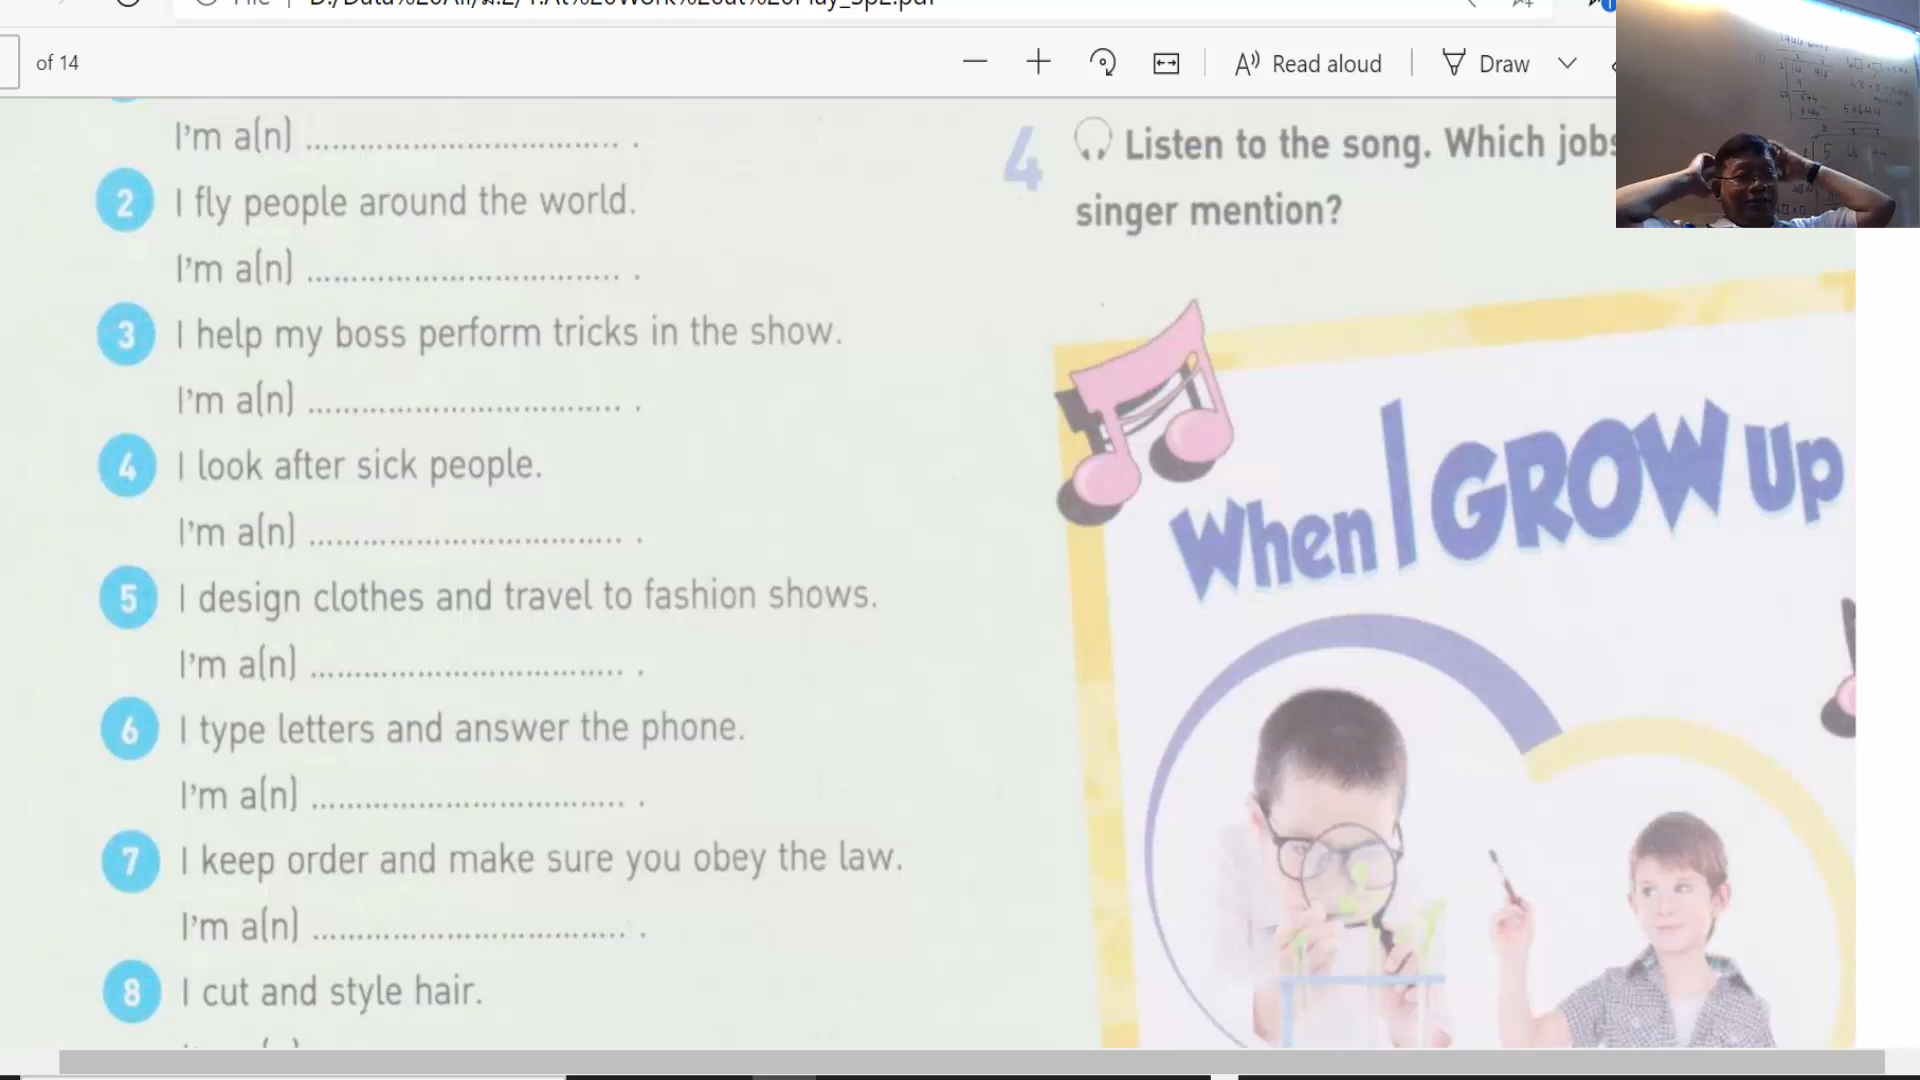 of 14
Read aloud
Draw
I'm a(n) .................................... .
2 I fly people around the world.
I'm a(n) .................................... .
3 I help my boss perform tricks in the show.
I'm a(n) .................................... .
4 I look after sick people.
I'm a(n) .................................... .
5 I design clothes and travel to fashion shows.
I'm a(n) .................................... .
6 I type letters and answer the phone.
I'm a(n) .................................... .
7 I keep order and make sure you obey the law.
I'm a(n) .................................... .
8 I cut and style hair.
4 Listen to the song. Which jobs
singer mention?
When I GROW Up